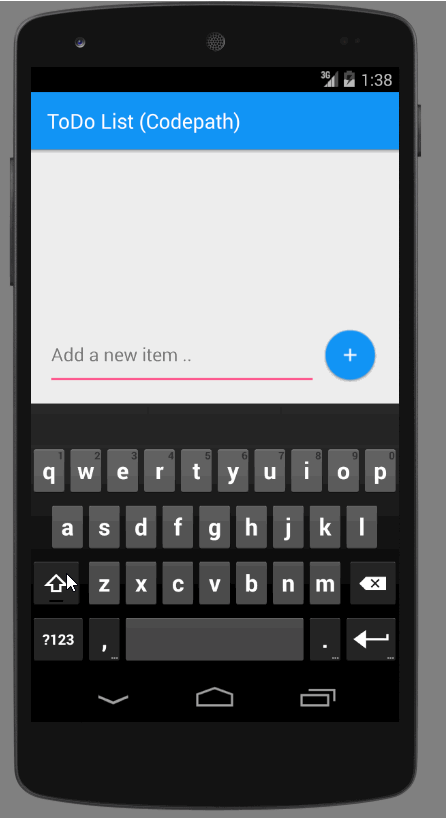 3G 1:38
ToDo List (Codepath)
Add a new item ..
+
1 2 3 4 5 6 7 8 9 0
q w e r t y u i o p
a s d f g h j k l
z x c v b n m
?123 , ... . ... ...